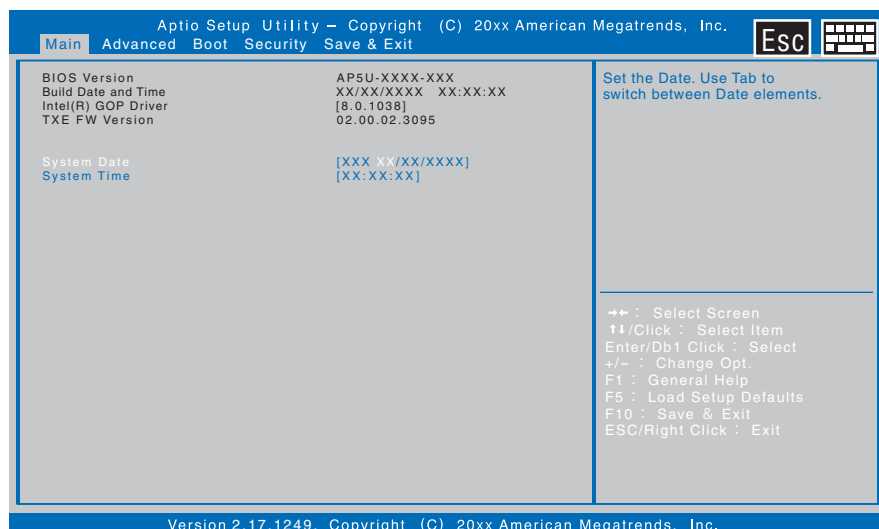 Aptio Setup Utility – Copyright (C) 20xx American Megatrends, Inc.
Esc
Main Advanced Boot Security Save & Exit
BIOS Version AP5U-XXXX-XXX
Build Date and Time XX/XX/XXXX XX:XX:XX
Intel(R) GOP Driver [8.0.1038]
TXE FW Version 02.00.02.3095
System Date [XXX XX/XX/XXXX]
System Time [XX:XX:XX]
Set the Date. Use Tab to
switch between Date elements.
→←: Select Screen
↑↓/Click: Select Item
Enter/Db1 Click: Select
+/–: Change Opt.
F1: General Help
F5: Load Setup Defaults
F10: Save & Exit
ESC/Right Click: Exit
Version 2.17.1249. Copyright (C) 20xx American Megatrends, Inc.